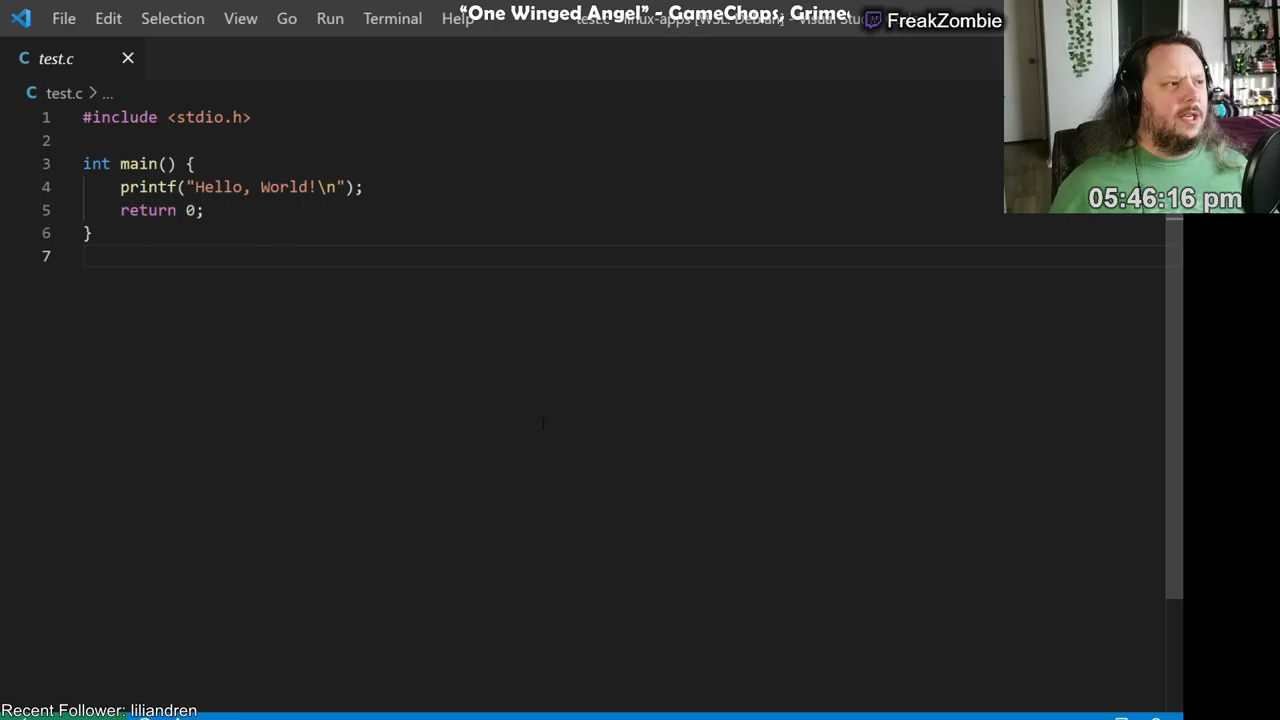 File Edit Selection View Go Run Terminal Help
“One Winged Angel” - GameChops, Grime
FreakZombie
C test.c ×
C test.c > ...
1 #include <stdio.h>
2
3 int main() {
4 printf("Hello, World!\n");
5 return 0;
6 }
7
05:46:16 pm
Recent Follower: liliandren